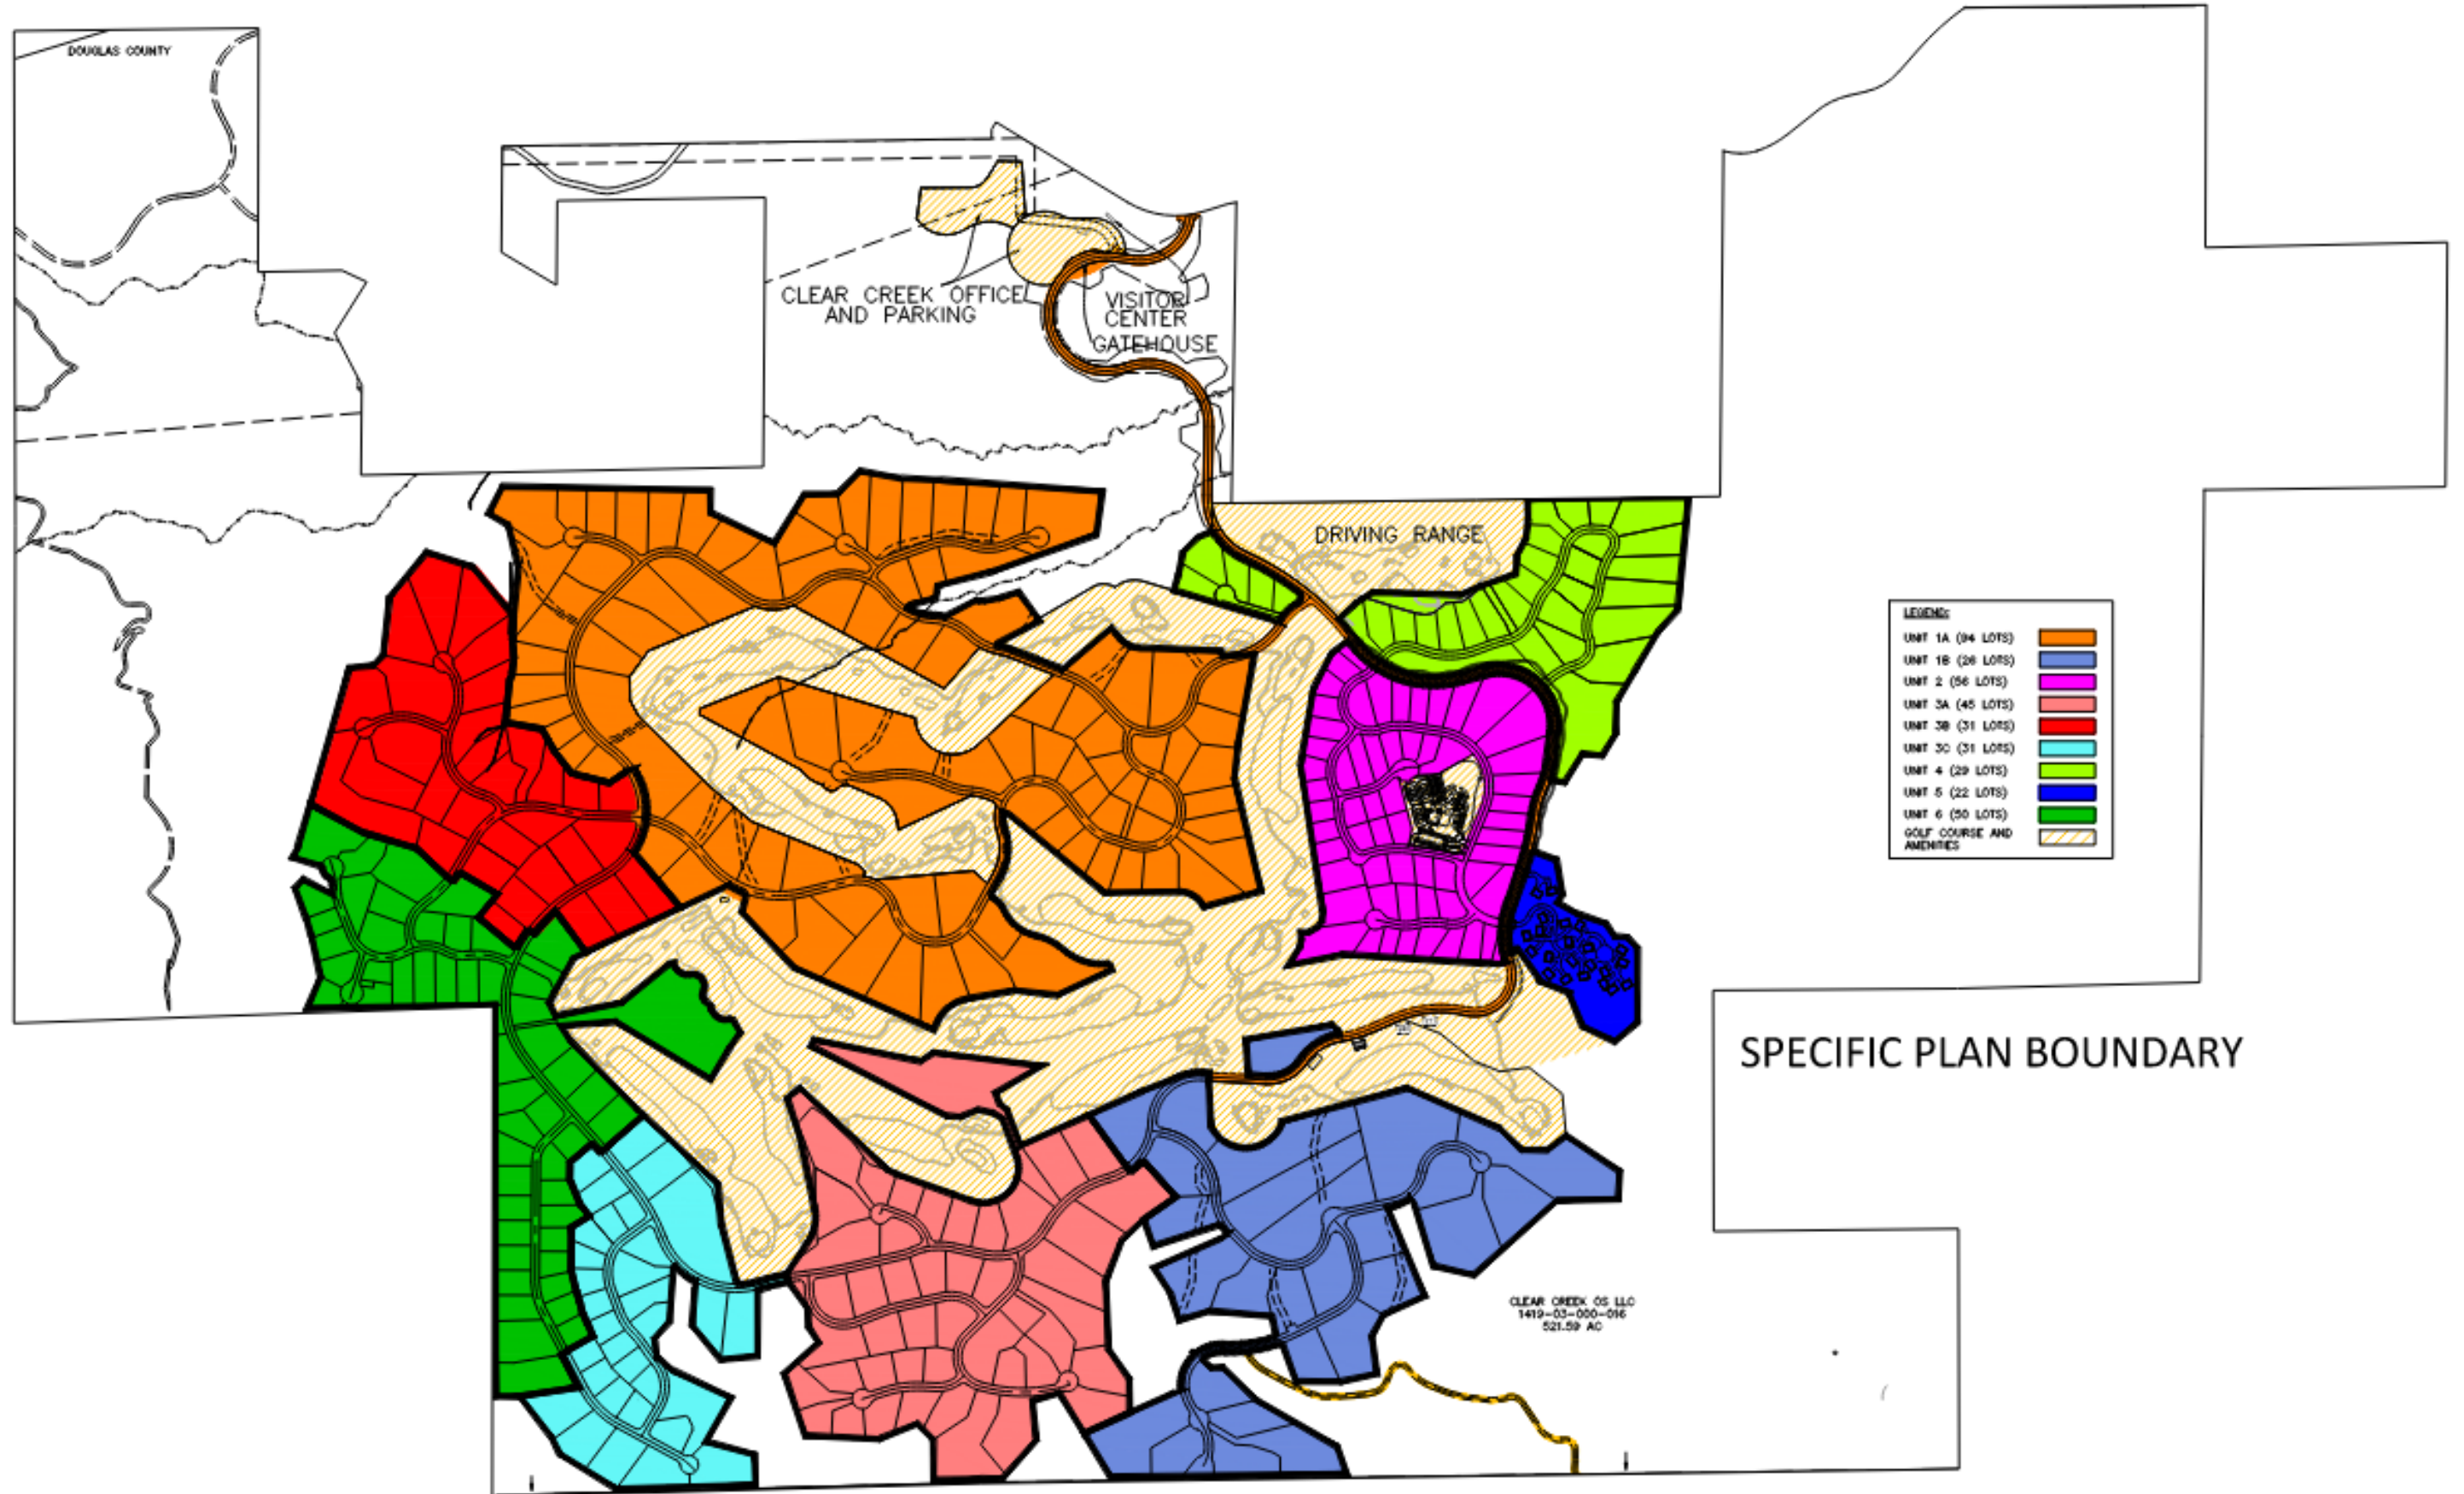 DOUGLAS COUNTY
CLEAR CREEK OFFICE
AND PARKING
VISITOR
CENTER
GATEHOUSE
DRIVING RANGE
LEGEND:
UNIT 1A (94 LOTS)
UNIT 1B (26 LOTS)
UNIT 2 (56 LOTS)
UNIT 3A (45 LOTS)
UNIT 3B (31 LOTS)
UNIT 3C (31 LOTS)
UNIT 4 (29 LOTS)
UNIT 5 (22 LOTS)
UNIT 6 (50 LOTS)
GOLF COURSE AND
AMENITIES
SPECIFIC PLAN BOUNDARY
CLEAR CREEK OS LLC
1419-03-000-016
521.59 AC